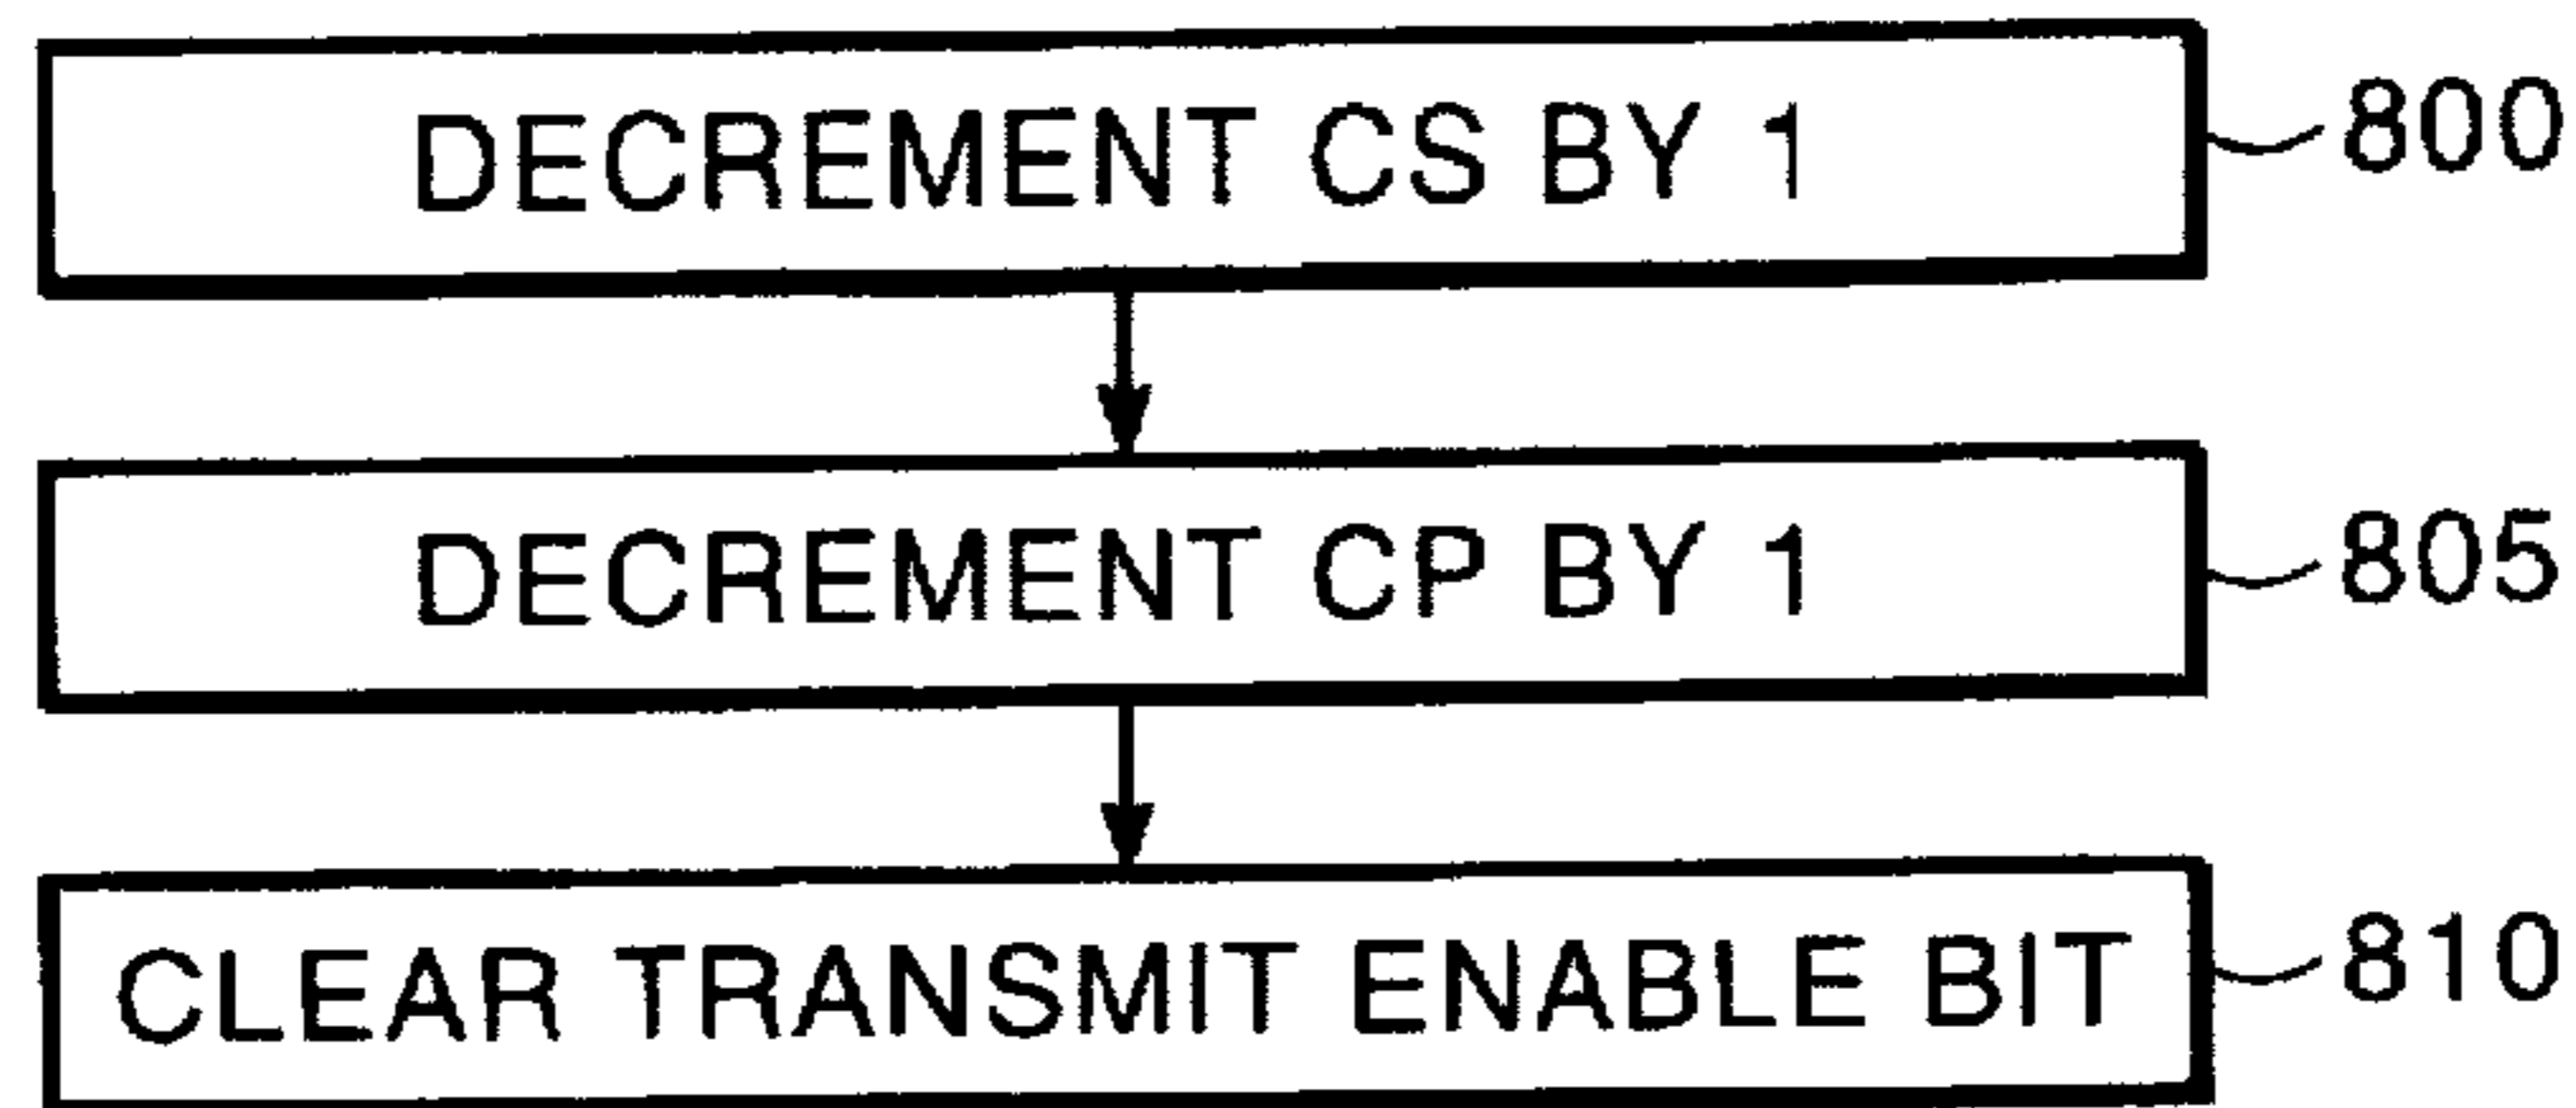 DECREMENT CS BY 1
800
DECREMENT CP BY 1
805
CLEAR TRANSMIT ENABLE BIT
810